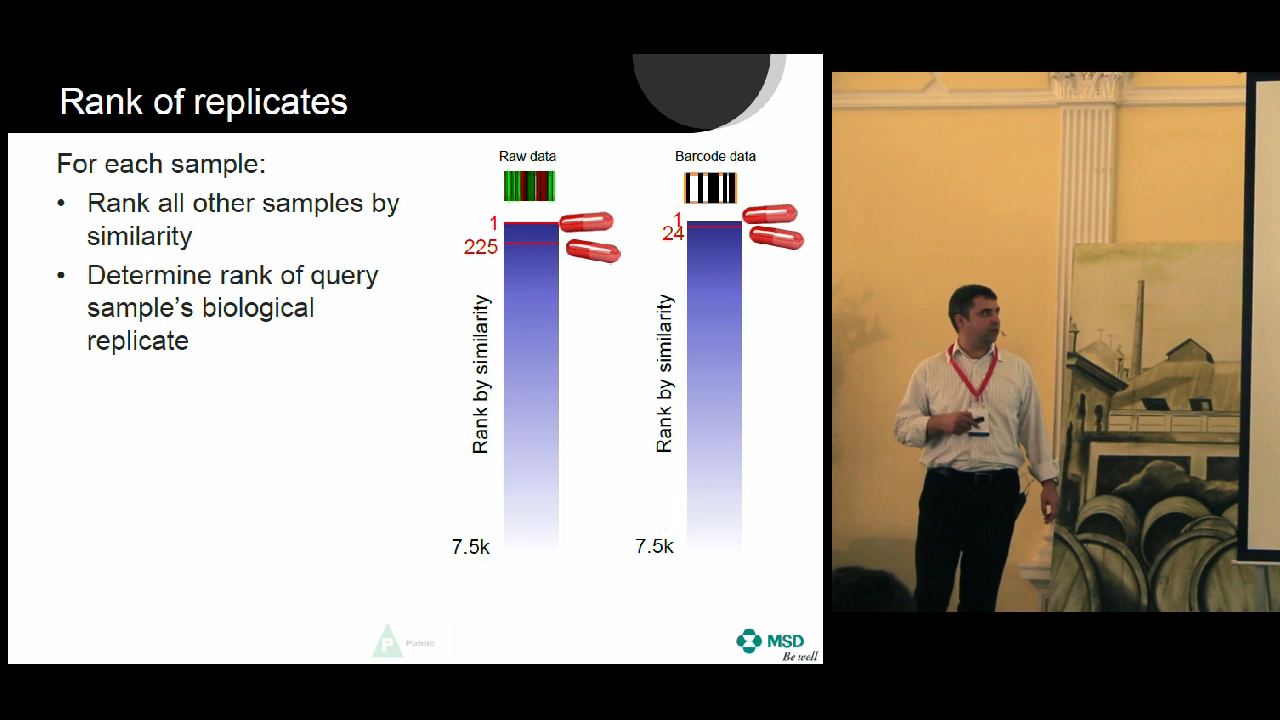 Rank of replicates
For each sample:
• Rank all other samples by
similarity
• Determine rank of query
sample's biological
replicate
Raw data
1
225
Rank by similarity
7.5k
Barcode data
1
24
Rank by similarity
7.5k
P Public
MSD
Be well